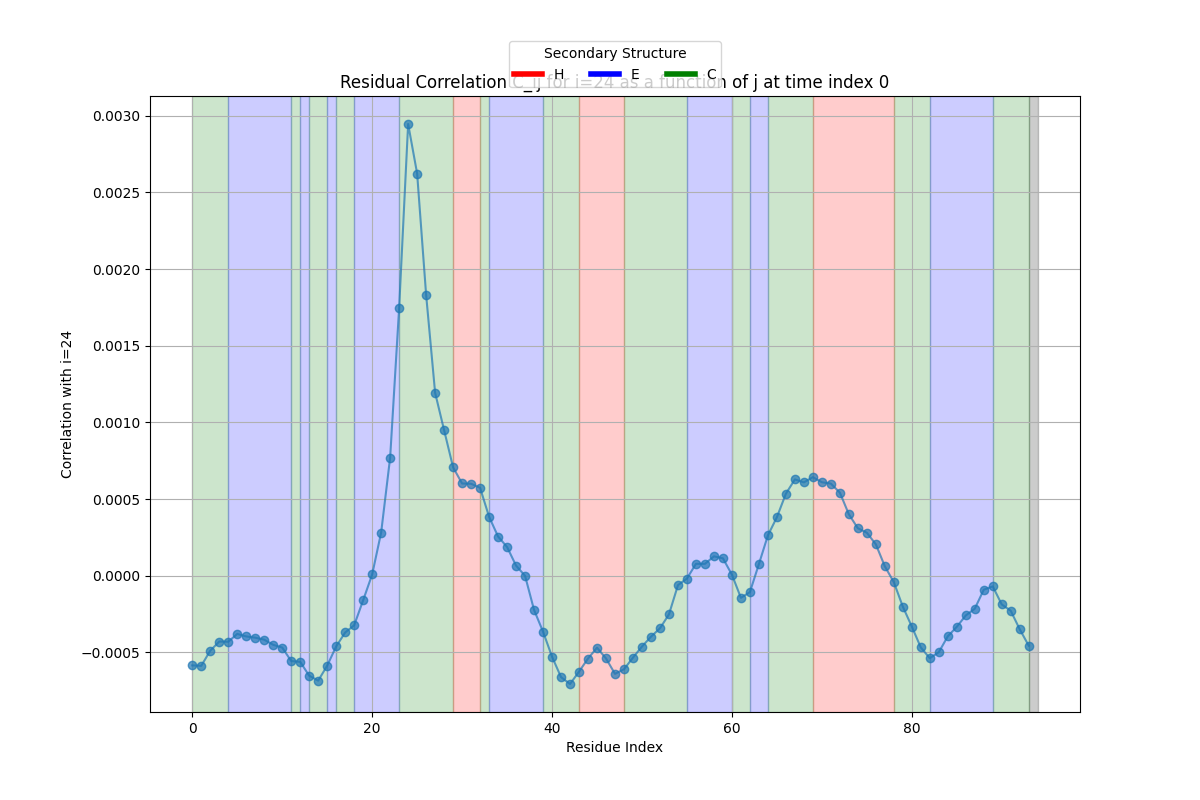 Secondary Structure
H E C
Residual Correlation C_ij for i=24 as a function of j at time index 0
0.0030
0.0025
0.0020
0.0015
0.0010
0.0005
0.0000
−0.0005
Correlation with i=24
0 20 40 60 80
Residue Index